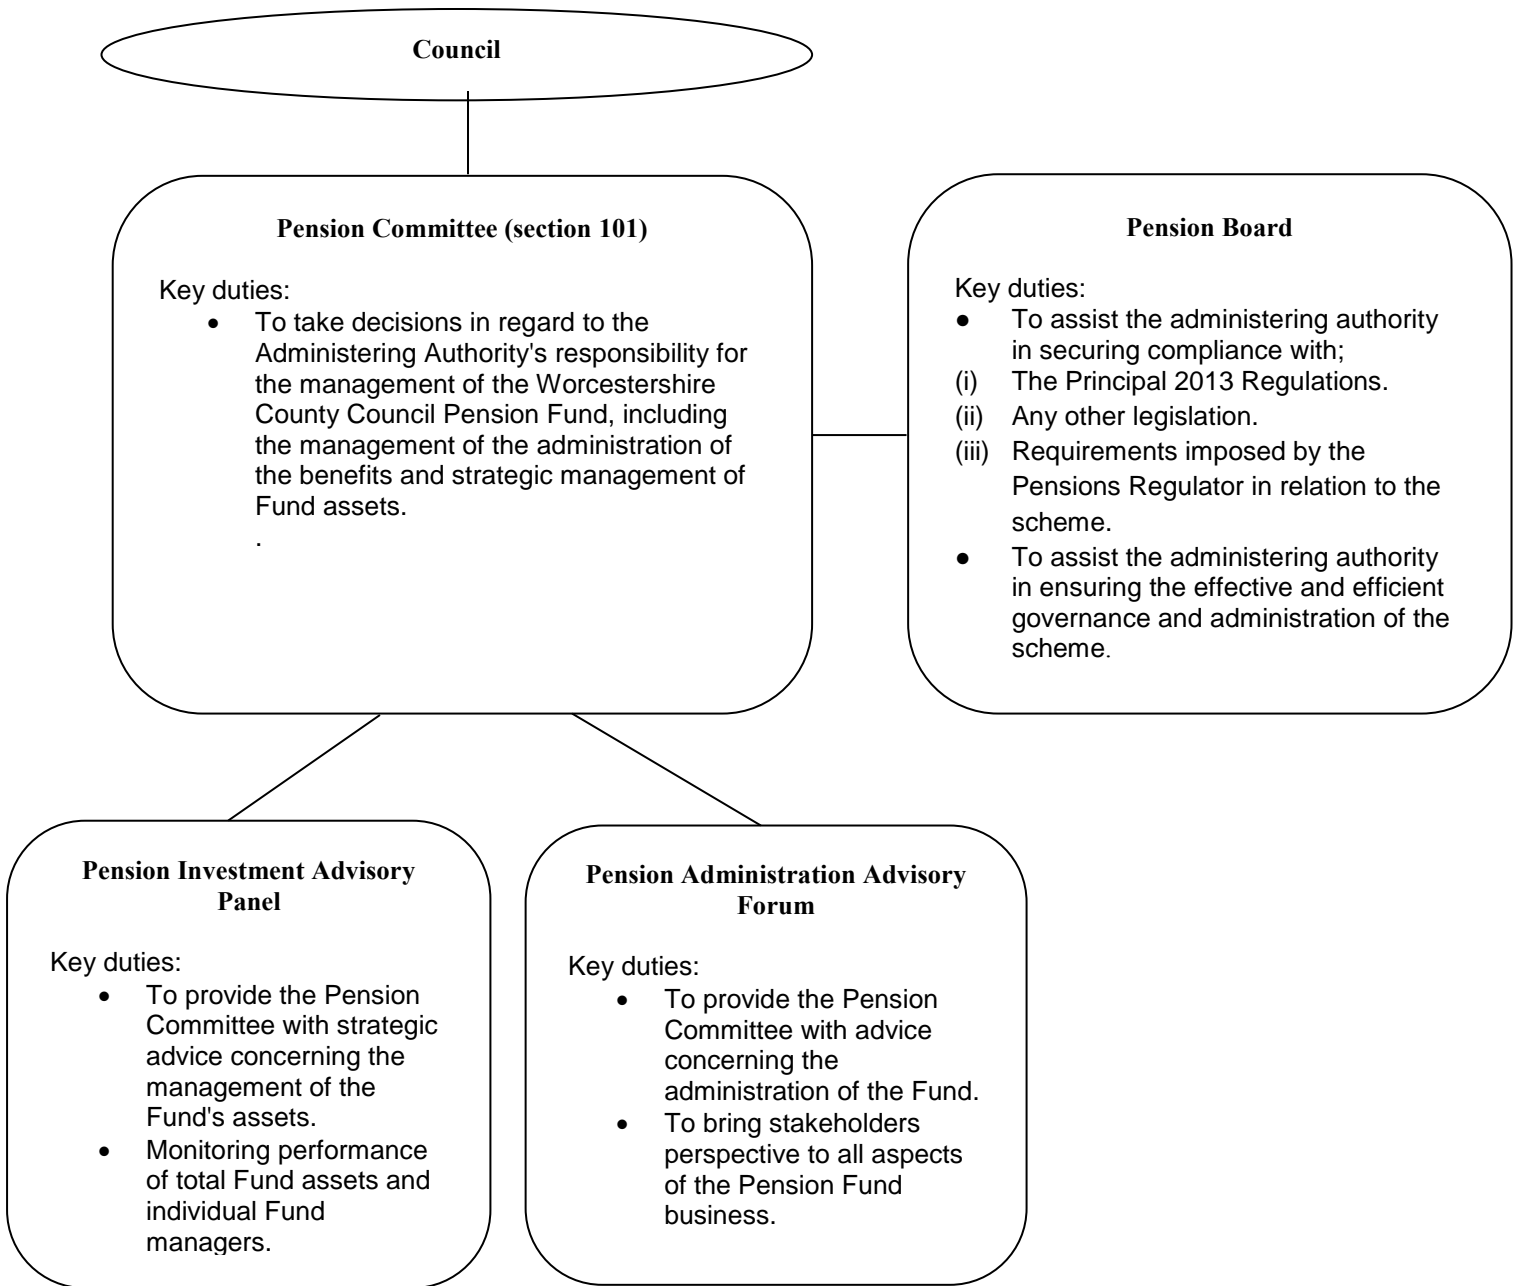 Council
Pension Committee (section 101)
Key duties:
• To take decisions in regard to the
Administering Authority's responsibility for
the management of the Worcestershire
County Council Pension Fund, including
the management of the administration of
the benefits and strategic management of
Fund assets.
.
Pension Board
Key duties:
● To assist the administering authority
in securing compliance with;
(i) The Principal 2013 Regulations.
(ii) Any other legislation.
(iii) Requirements imposed by the
Pensions Regulator in relation to the
scheme.
● To assist the administering authority
in ensuring the effective and efficient
governance and administration of the
scheme.
Pension Investment Advisory
Panel
Key duties:
• To provide the Pension
Committee with strategic
advice concerning the
management of the
Fund's assets.
• Monitoring performance
of total Fund assets and
individual Fund
managers.
Pension Administration Advisory
Forum
Key duties:
• To provide the Pension
Committee with advice
concerning the
administration of the Fund.
• To bring stakeholders
perspective to all aspects
of the Pension Fund
business.